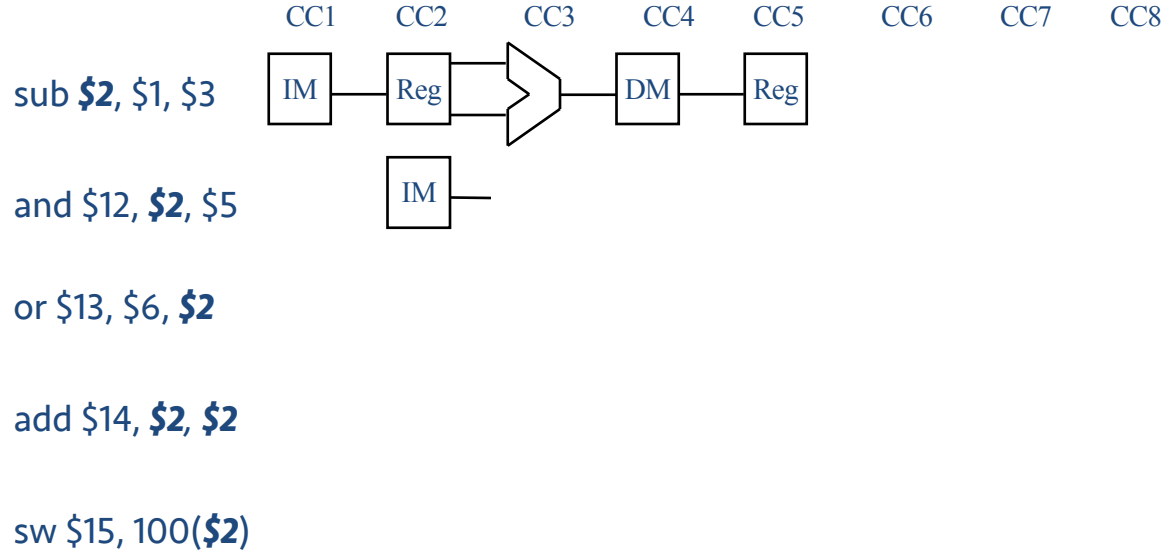 CC1 CC2 CC3 CC4 CC5 CC6 CC7 CC8
sub $2, $1, $3 IM Reg DM Reg
and $12, $2, $5 IM
or $13, $6, $2
add $14, $2, $2
sw $15, 100($2)